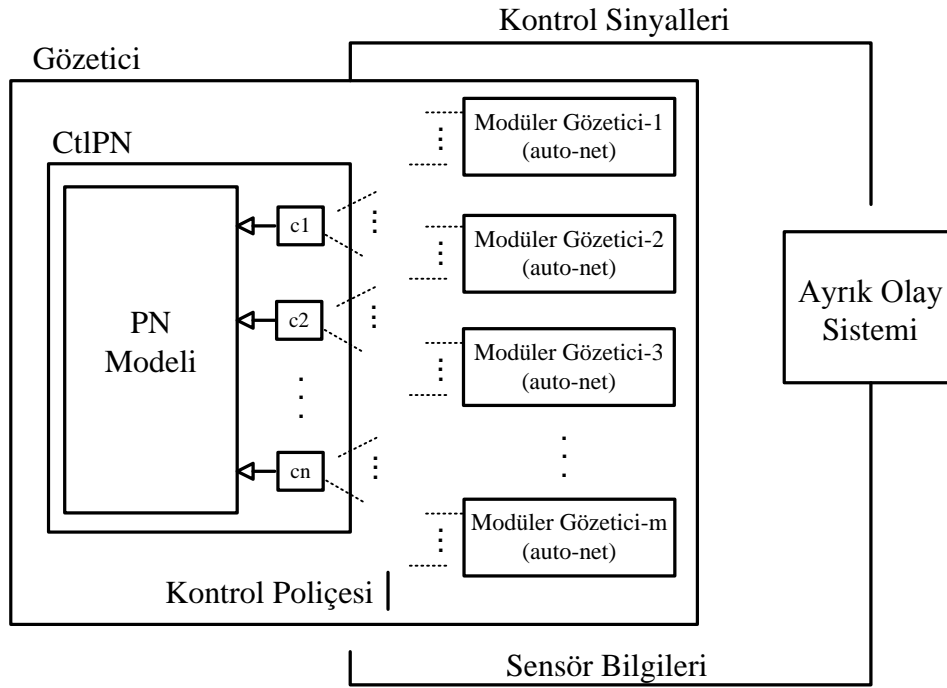 Kontrol Sinyalleri
Gözetici
CtlPN
PN
Modeli
c1
c2
cn
Modüler Gözetici-1
(auto-net)
Modüler Gözetici-2
(auto-net)
Modüler Gözetici-3
(auto-net)
Modüler Gözetici-m
(auto-net)
Ayrık Olay
Sistemi
Kontrol Poliçesi
Sensör Bilgileri